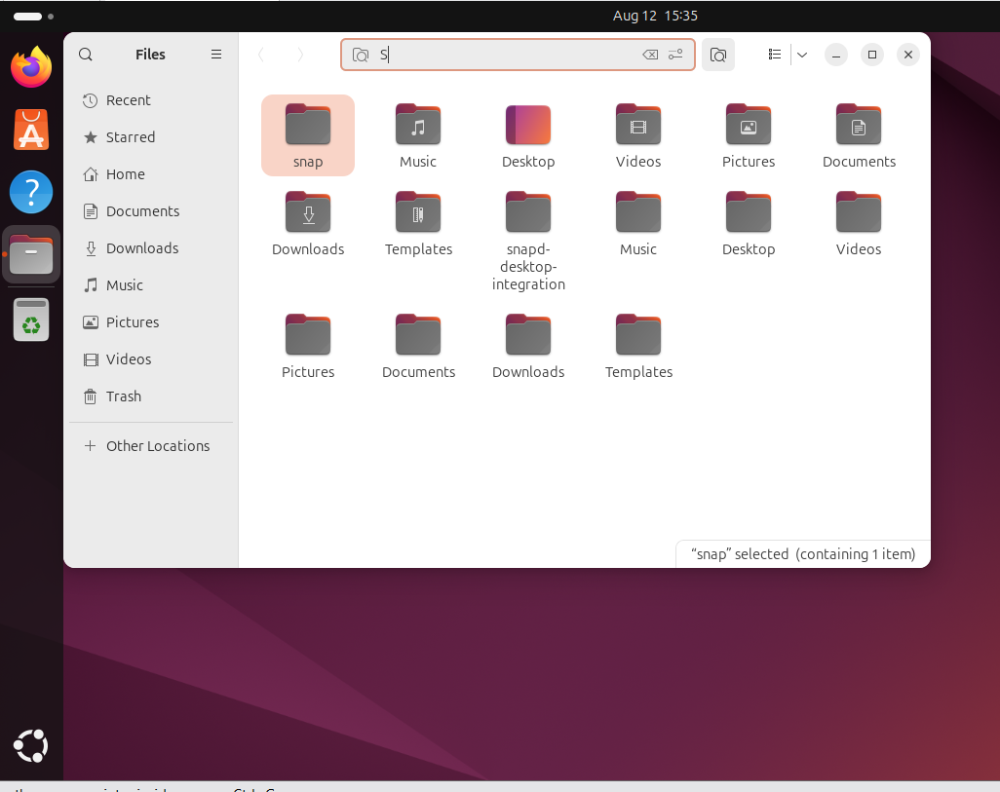 Aug 12 15:35
Files
S
Recent
Starred
Home
Documents
Downloads
Music
Pictures
Videos
Trash
Other Locations
snap
Music
Desktop
Videos
Pictures
Documents
Downloads
Templates
snapd-
desktop-
integration
Music
Desktop
Videos
Pictures
Documents
Downloads
Templates
“snap” selected (containing 1 item)